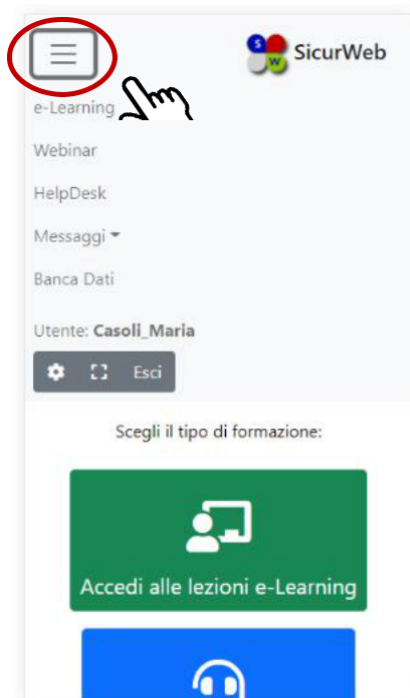 S
W
SicurWeb
e-Learning
Webinar
HelpDesk
Messaggi
Banca Dati
Utente: Casoli_Maria
Esci
Scegli il tipo di formazione:
Accedi alle lezioni e-Learning